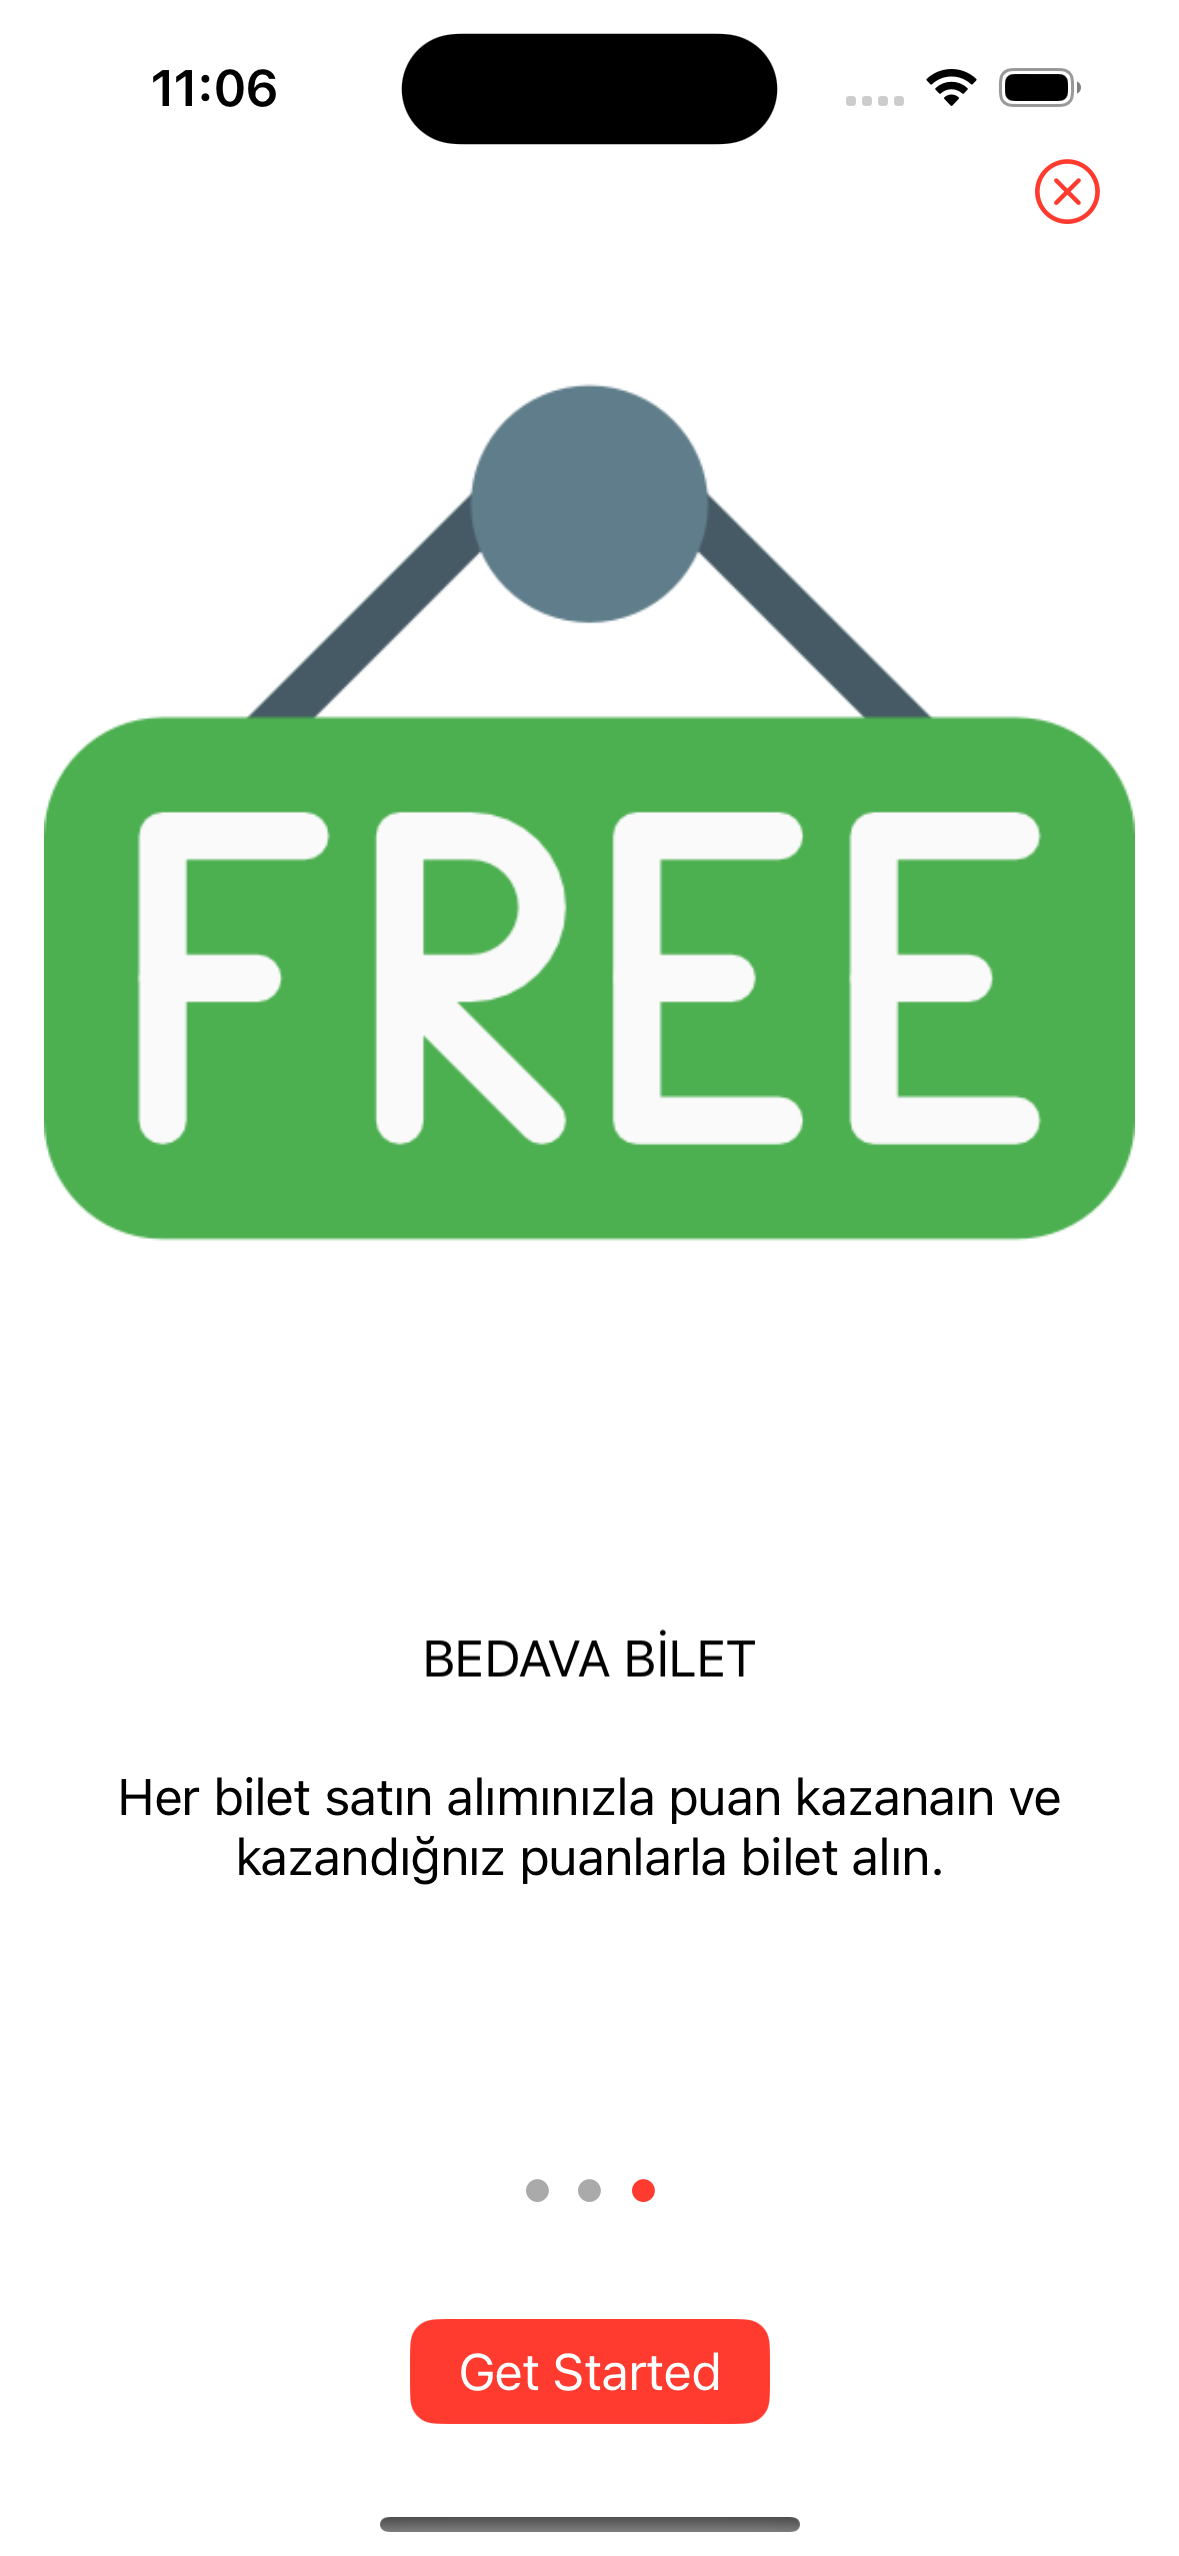 11:06
FREE
BEDAVA BİLET
Her bilet satın alımınızla puan kazanaın ve
kazandığnız puanlarla bilet alın.
Get Started